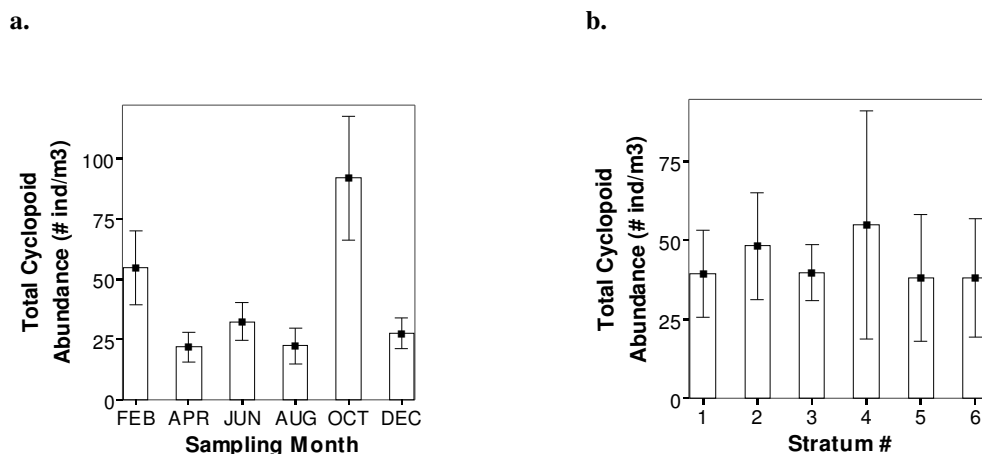 a.
b.
Total Cyclopoid
Abundance (# ind/m3)
100
75
50
25
0
FEB APR JUN AUG OCT DEC
Sampling Month
Total Cyclopoid
Abundance (# ind/m3)
75
50
25
0
1 2 3 4 5 6
Stratum #